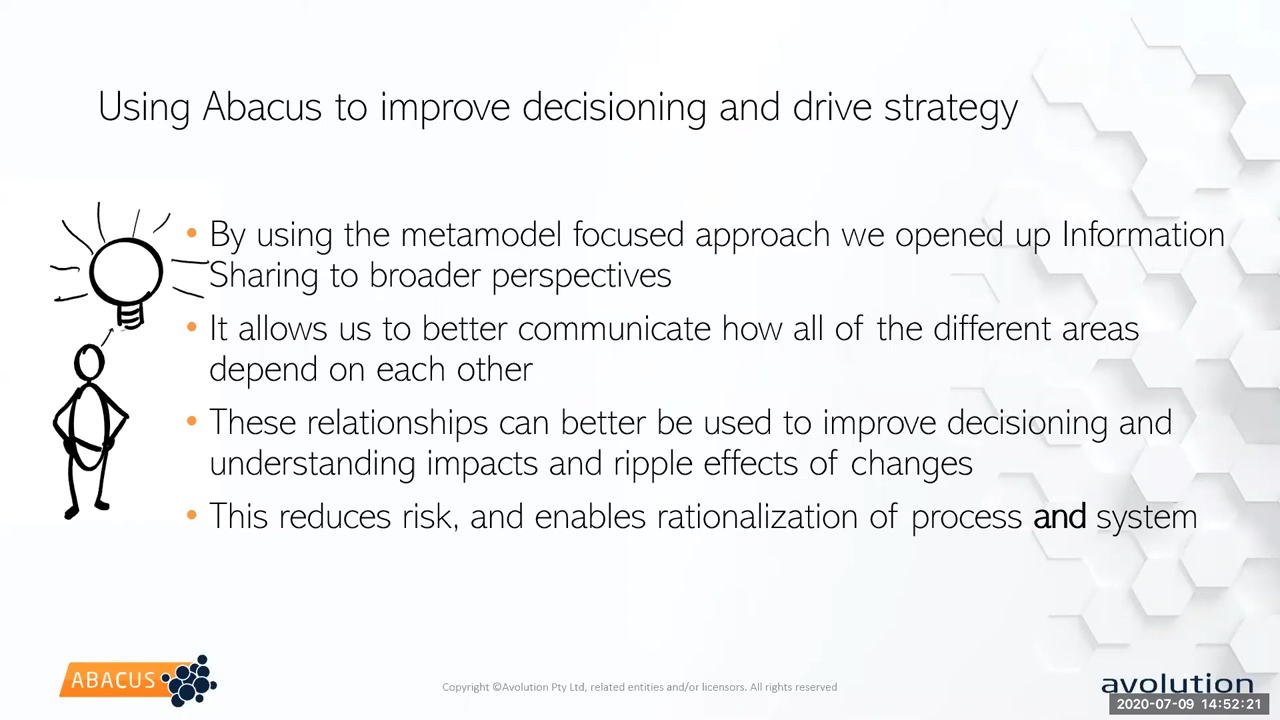 Using Abacus to improve decisioning and drive strategy
• By using the metamodel focused approach we opened up Information
Sharing to broader perspectives
• It allows us to better communicate how all of the different areas
depend on each other
• These relationships can better be used to improve decisioning and
understanding impacts and ripple effects of changes
• This reduces risk, and enables rationalization of process and system
ABACUS
Copyright ©Avolution Pty Ltd, related entities and/or licensors. All rights reserved
avolution
2020-07-09 14:52:21